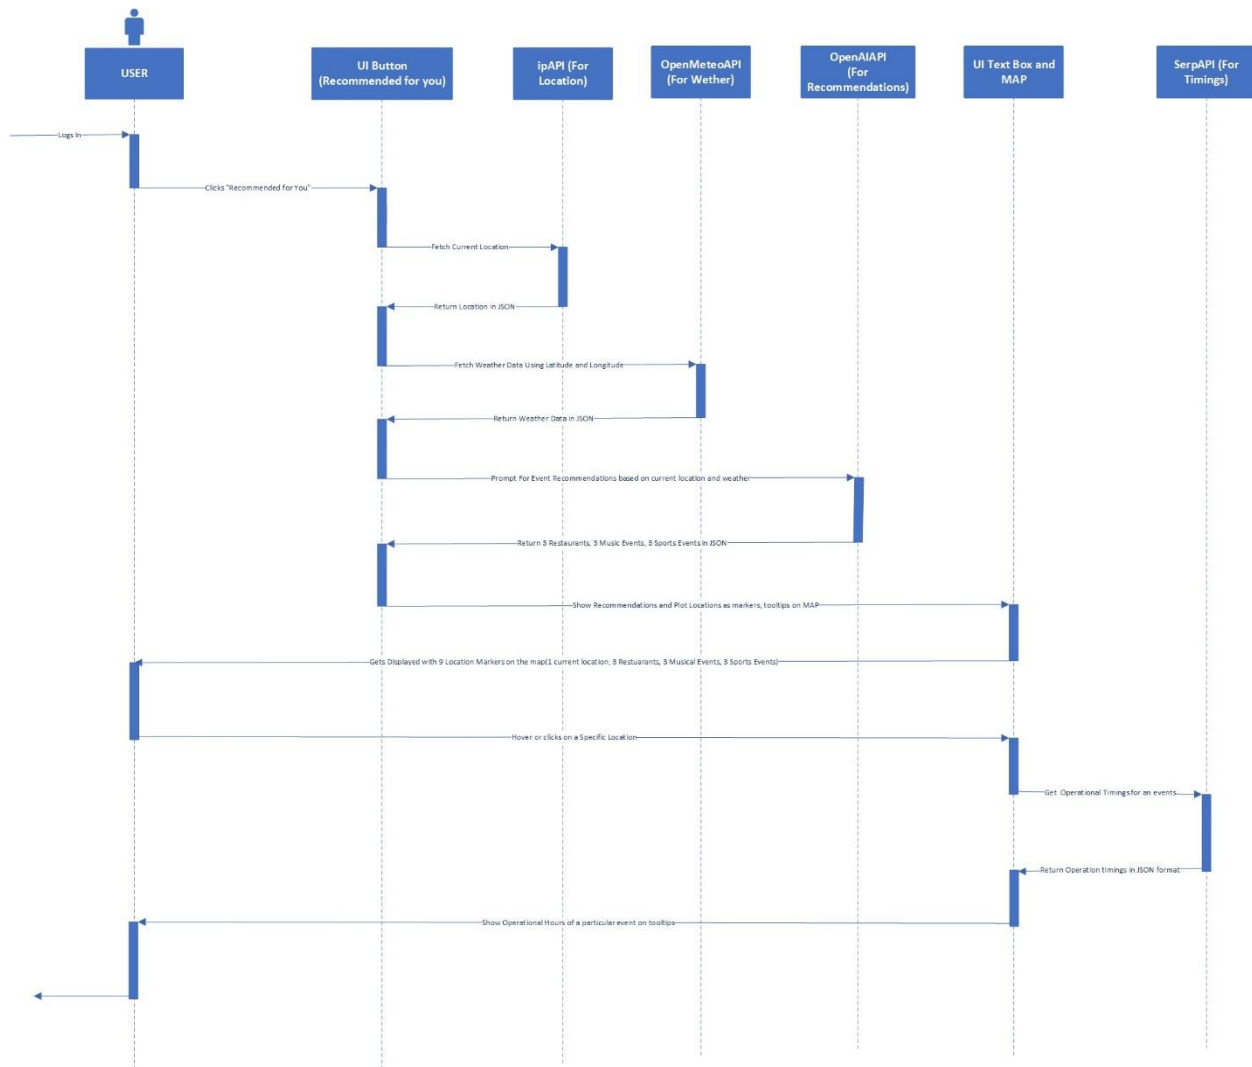 USER
UI Button
(Recommended for you)
ipAPI (For
Location)
OpenMeteoAPI
(For Wether)
OpenAIAPI
(For
Recommendations)
UI Text Box and
MAP
SerpAPI (For
Timings)
Logs In
Clicks "Recommended for You"
Fetch Current Location
Return Location in JSON
Fetch Weather Data Using Latitude and Longitude
Return Weather Data in JSON
Prompt For Event Recommendations based on current location and weather
Return 3 Restaurants, 3 Music Events, 3 Sports Events in JSON
Show Recommendations and Plot Locations as markers, tooltips on MAP
Gets Displayed with 9 Location Markers on the map(1 current location, 3 Restuarants, 3 Musical Events, 3 Sports Events)
Hover or clicks on a Specific Location
Get Operational Timings for an events
Return Operation timings in JSON format
Show Operational Hours of a particular event on tooltips